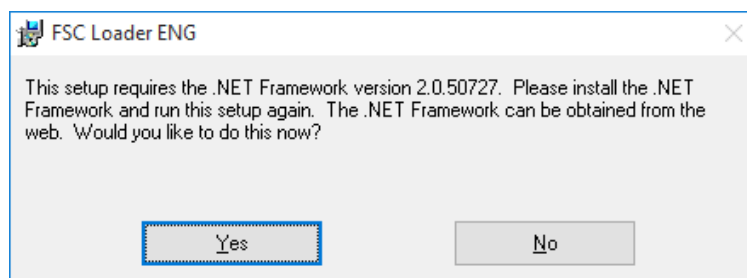 FSC Loader ENG
This setup requires the .NET Framework version 2.0.50727.  Please install the .NET
Framework and run this setup again.  The .NET Framework can be obtained from the
web.  Would you like to do this now?
Yes
No